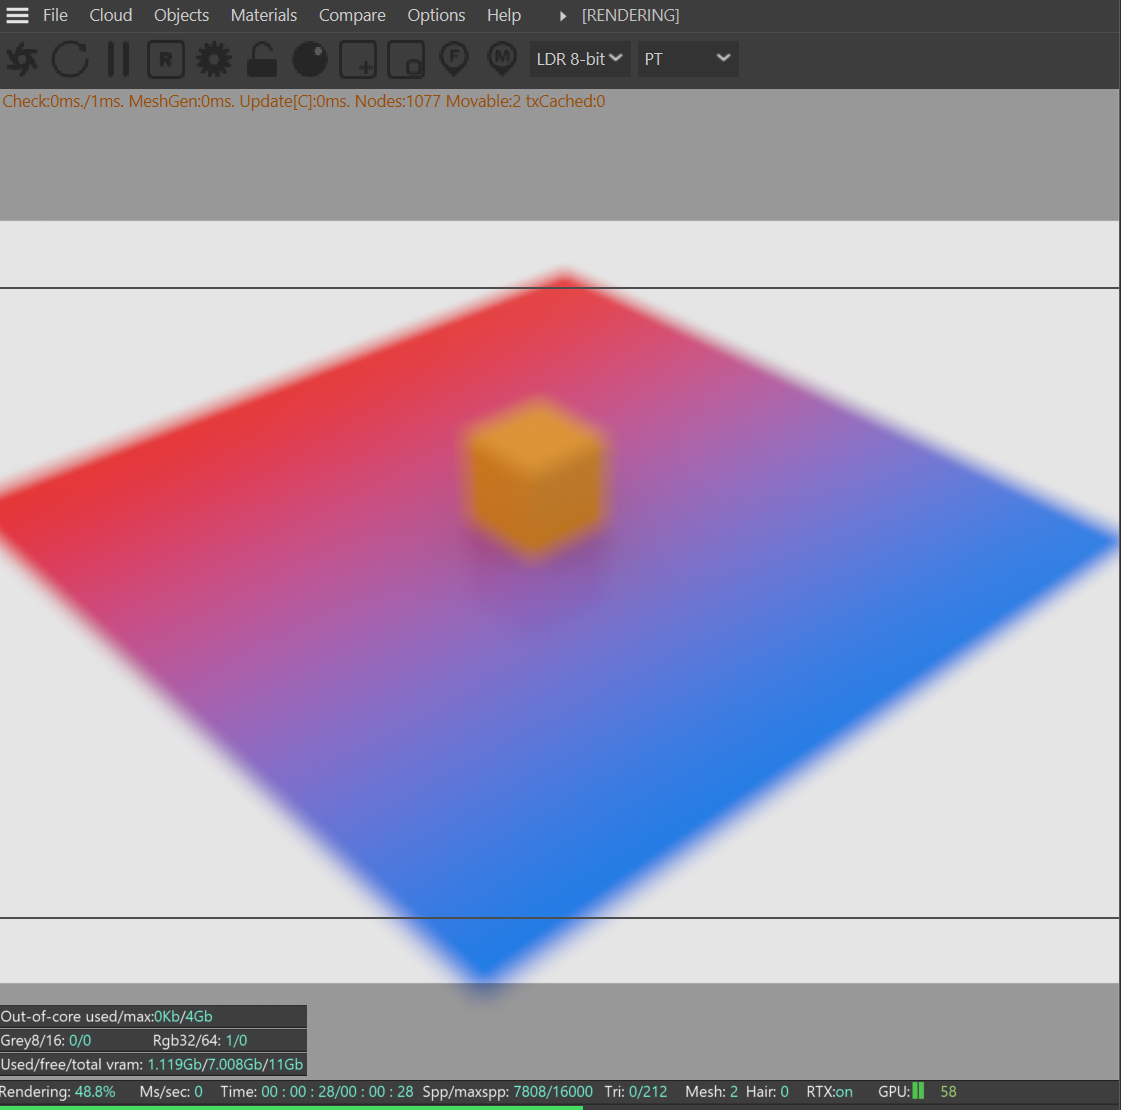 File Cloud Objects Materials Compare Options Help [RENDERING]
R F M LDR 8-bit PT
Check:0ms./1ms. MeshGen:0ms. Update[C]:0ms. Nodes:1077 Movable:2 txCached:0
Out-of-core used/max:0Kb/4Gb
Grey8/16: 0/0 Rgb32/64: 1/0
Used/free/total vram: 1.119Gb/7.008Gb/11Gb
Rendering: 48.8% Ms/sec: 0 Time: 00 : 00 : 28/00 : 00 : 28 Spp/maxspp: 7808/16000 Tri: 0/212 Mesh: 2 Hair: 0 RTX:on GPU: 58